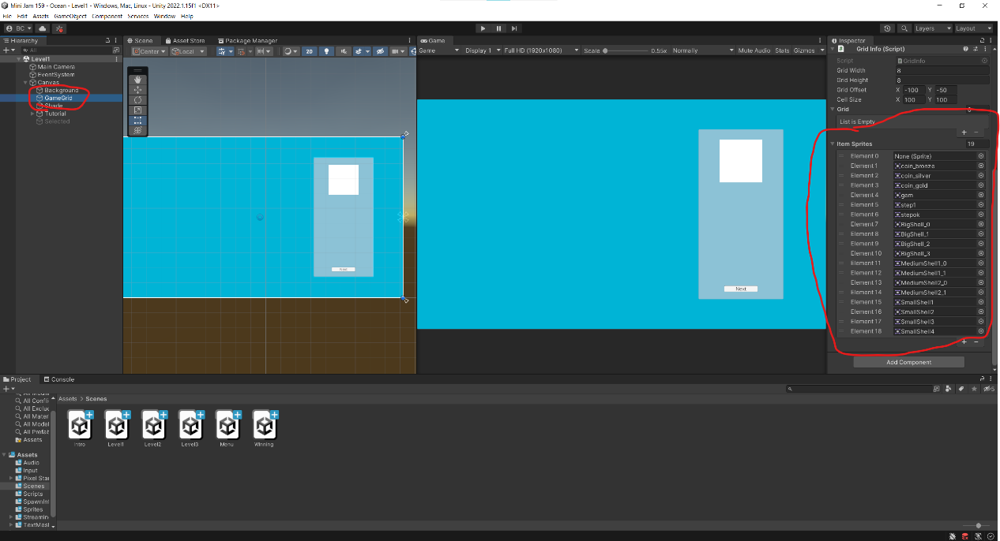 Mini Jam 159 - Ocean - Level1 - Windows, Mac, Linux - Unity 2022.1.15f1 <DX11>
File Edit Assets GameObject Component Services Window Help
BC
Layers Layout
Hierarchy
All
Level1
Main Camera
EventSystem
Canvas
Background
GameGrid
Shade
Tutorial
Selected
Scene Asset Store Package Manager
Center Local 2D
Next
Game
Game Display 1 Full HD (1920x1080) Scale 0.55x Normally Mute Audio Stats Gizmos
Next
Inspector
Grid Info (Script)
Script GridInfo
Grid Width 8
Grid Height 8
Grid Offset X -100 Y -50
Cell Size X 100 Y 100
Grid 0
List is Empty
Item Sprites 19
Element 0 None (Sprite)
Element 1 coin_bronze
Element 2 coin_silver
Element 3 coin_gold
Element 4 gem
Element 5 step1
Element 6 stepok
Element 7 BigShell_0
Element 8 BigShell_1
Element 9 BigShell_2
Element 10 BigShell_3
Element 11 MediumShell1_0
Element 12 MediumShell1_1
Element 13 MediumShell2_0
Element 14 MediumShell2_1
Element 15 SmallShell1
Element 16 SmallShell2
Element 17 SmallShell3
Element 18 SmallShell4
Add Component
Project Console
5
All Modif
All Confli
All Exclud
All Mater
All Model
All Prefab
Assets
Assets
Audio
Input
Pixel Star
Scenes
Scripts
SpawnInf
Sprites
Streamin
TextMes
Assets > Scenes
Intro Level1 Level2 Level3 Menu Winning